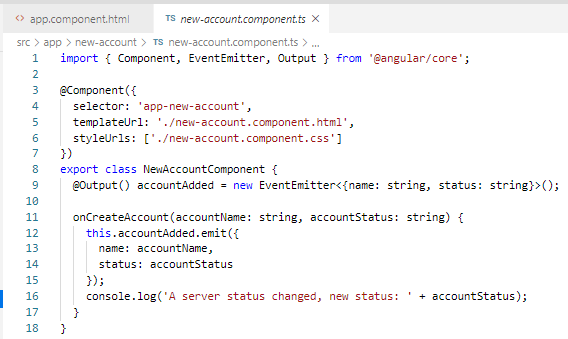 <> app.component.html TS new-account.component.ts ×
src > app > new-account > TS new-account.component.ts > ...
1 import { Component, EventEmitter, Output } from '@angular/core';
2
3 @Component({
4   selector: 'app-new-account',
5   templateUrl: './new-account.component.html',
6   styleUrls: ['./new-account.component.css']
7 })
8 export class NewAccountComponent {
9   @Output() accountAdded = new EventEmitter<{name: string, status: string}>();
10
11   onCreateAccount(accountName: string, accountStatus: string) {
12     this.accountAdded.emit({
13       name: accountName,
14       status: accountStatus
15     });
16     console.log('A server status changed, new status: ' + accountStatus);
17   }
18 }